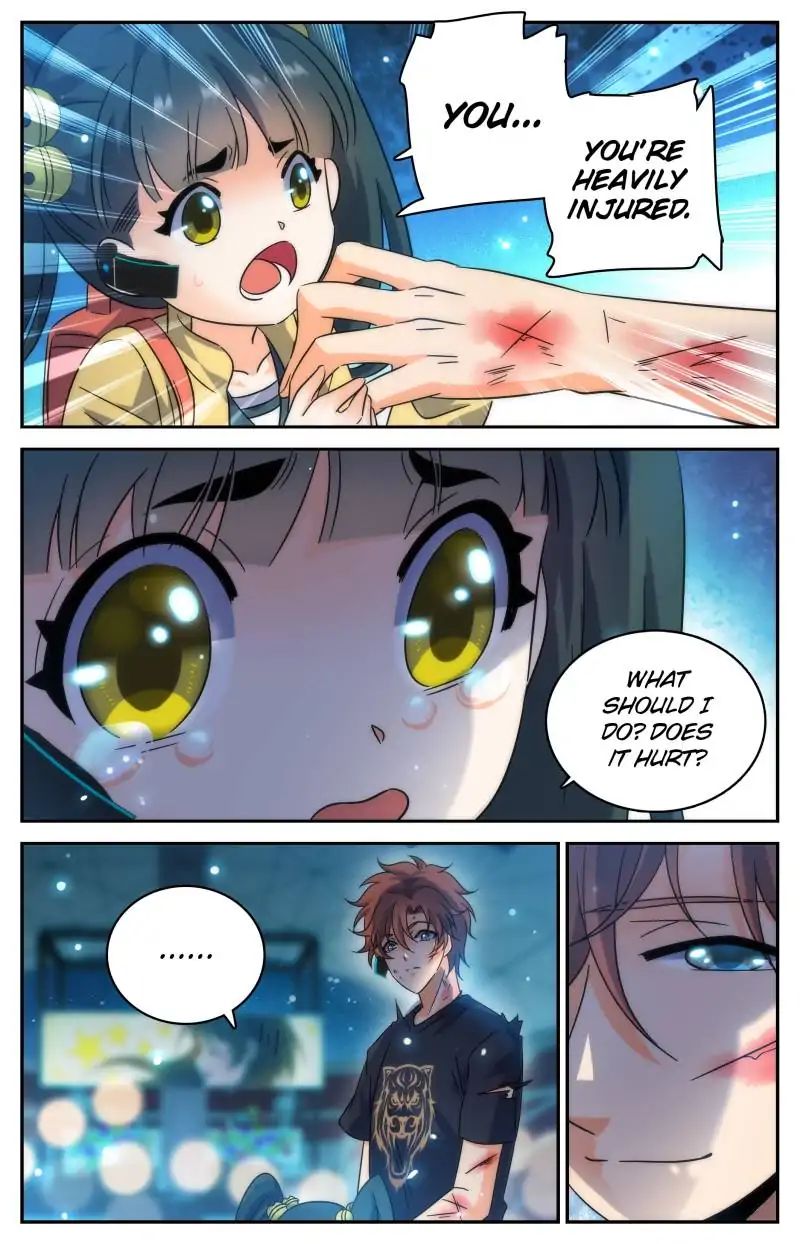 YOU...
YOU'RE
HEAVILY
INJURED.
WHAT
SHOULD I
DO? DOES
IT HURT?
......